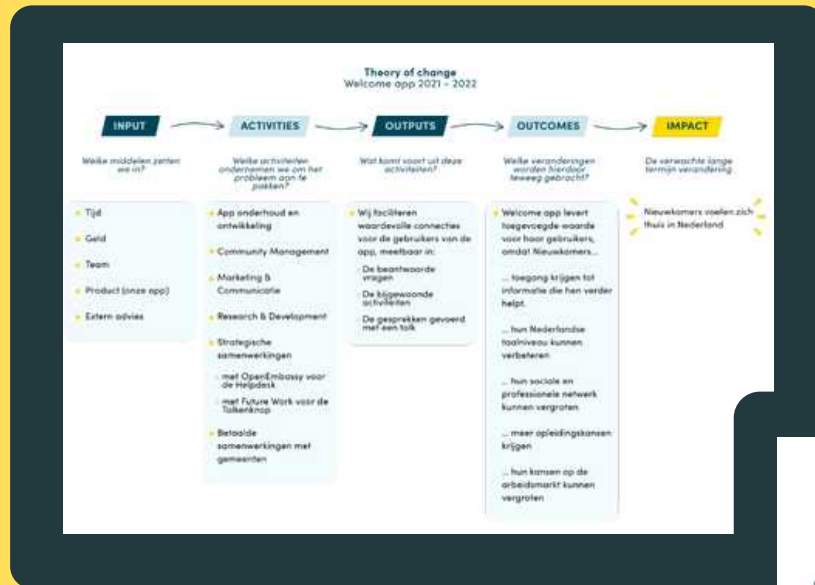 Theory of change
Welcome app 2021 - 2022
INPUT
ACTIVITIES
OUTPUTS
OUTCOMES
IMPACT
Welke middelen zetten
we in?
Welke activiteiten
ondernemen we om het
probleem aan te
pakken?
Wat komt voort uit deze
activiteiten?
Welke veranderingen
worden hierdoor
teweeg gebracht?
De verwachte lange
termijn verandering
Tijd
Geld
Team
Product (onze app)
Extern advies
App onderhoud en
ontwikkeling
Community Management
Marketing &
Communicatie
Research & Development
Strategische
samenwerkingen
- met OpenEmbassy voor
de Helpdesk
- met Future Work voor de
Tolkenknop
Betaalde
samenwerkingen met
gemeenten
Wij faciliteren
waardevolle connecties
voor de gebruikers van de
app, meetbaar in:
- De beantwoorde
vragen
- De bijgewoonde
activiteiten
- De gesprekken gevoerd
met een tolk
Welcome app levert
toegevoegde waarde
voor haar gebruikers,
omdat Nieuwkomers...
... toegang krijgen tot
informatie die hen verder
helpt.
... hun Nederlandse
taalniveau kunnen
verbeteren
... hun sociale en
professionele netwerk
kunnen vergroten
... meer opleidingskansen
krijgen
... hun kansen op de
arbeidsmarkt kunnen
vergroten
Nieuwkomers voelen zich
thuis in Nederland